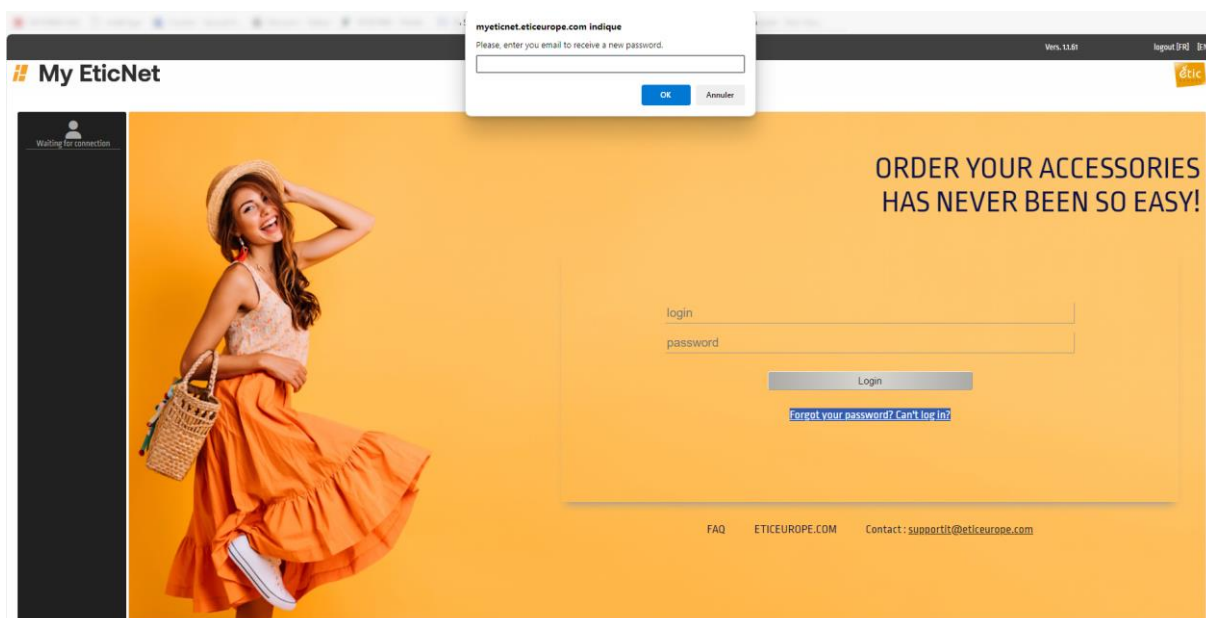 myeticnet.eticeurope.com indique
Please, enter you email to receive a new password.
OK Annuler
Vers. 1.1.61 logout [FR] [EN
My EticNet
étic
Waiting for connection
ORDER YOUR ACCESSORIES
HAS NEVER BEEN SO EASY!
login
password
Login
Forgot your password? Can't log in?
FAQ ETICEUROPE.COM Contact : supportit@eticeurope.com